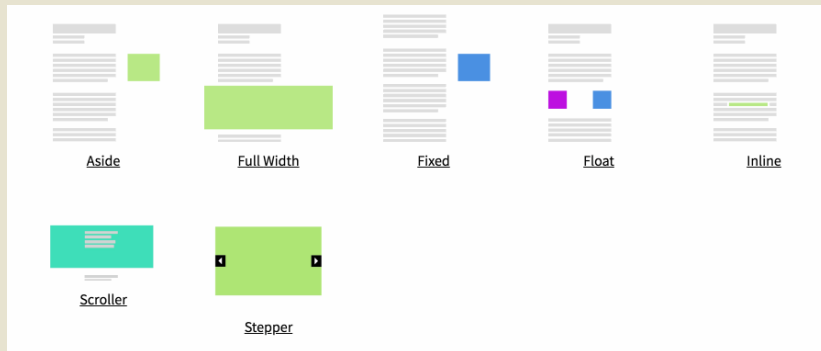 Aside
Full Width
Fixed
Float
Inline
Scroller
Stepper